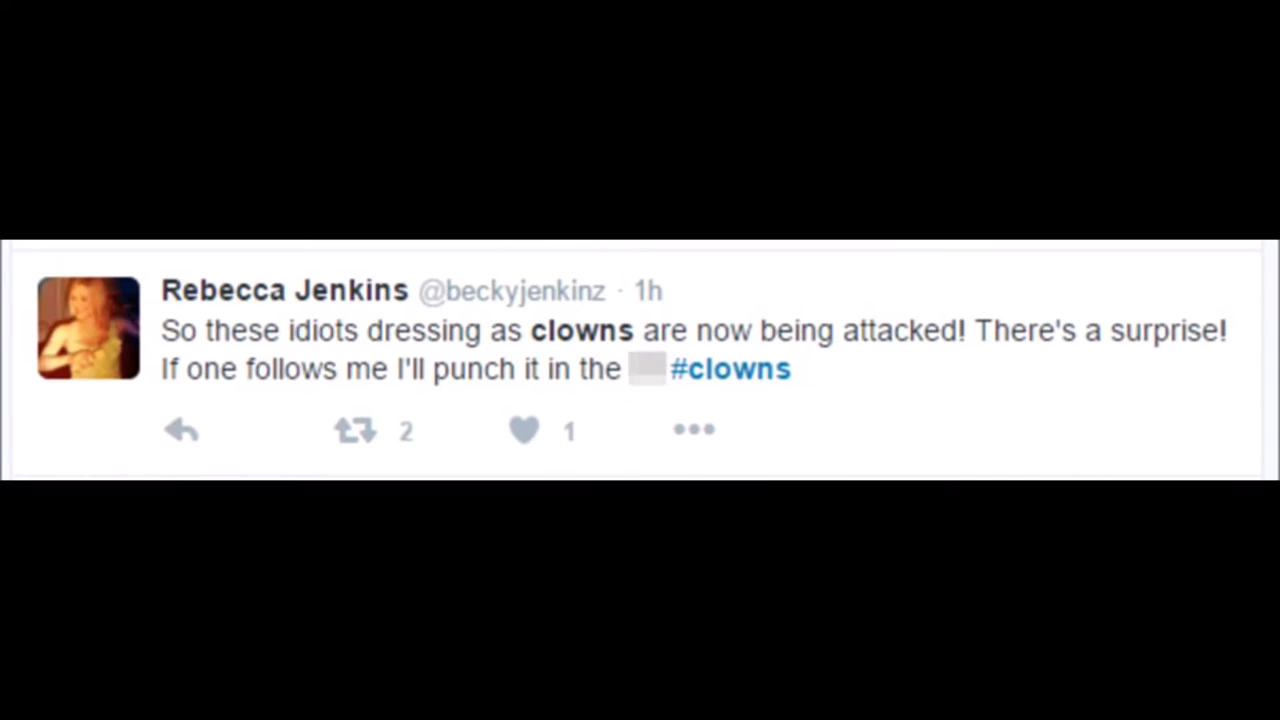 Rebecca Jenkins @beckyjenkinz · 1h
So these idiots dressing as clowns are now being attacked! There's a surprise!
If one follows me I'll punch it in the #clowns
2 1